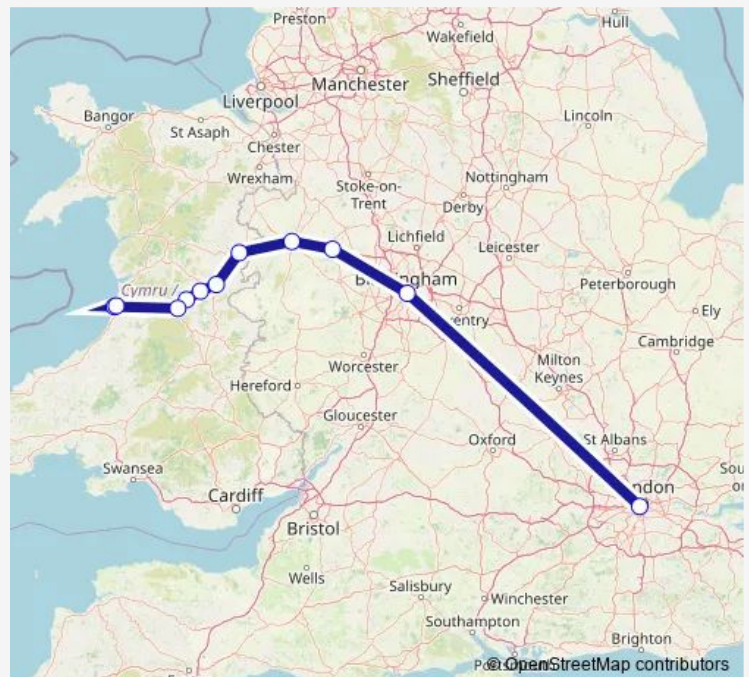 Preston
Hull
Wakefield
Manchester
Sheffield
Liverpool
Bangor
St Asaph
Lincoln
Chester
Wrexham
Stoke-on-
Trent
Nottingham
Derby
Lichfield
Leicester
Cymru /
Peterborough
Ely
Cambridge
Worcester
Milton
Keynes
Hereford
Gloucester
Oxford
St Albans
Swansea
Cardiff
Bristol
Wells
Salisbury
Winchester
Southampton
Brighton
© OpenStreetMap contributors